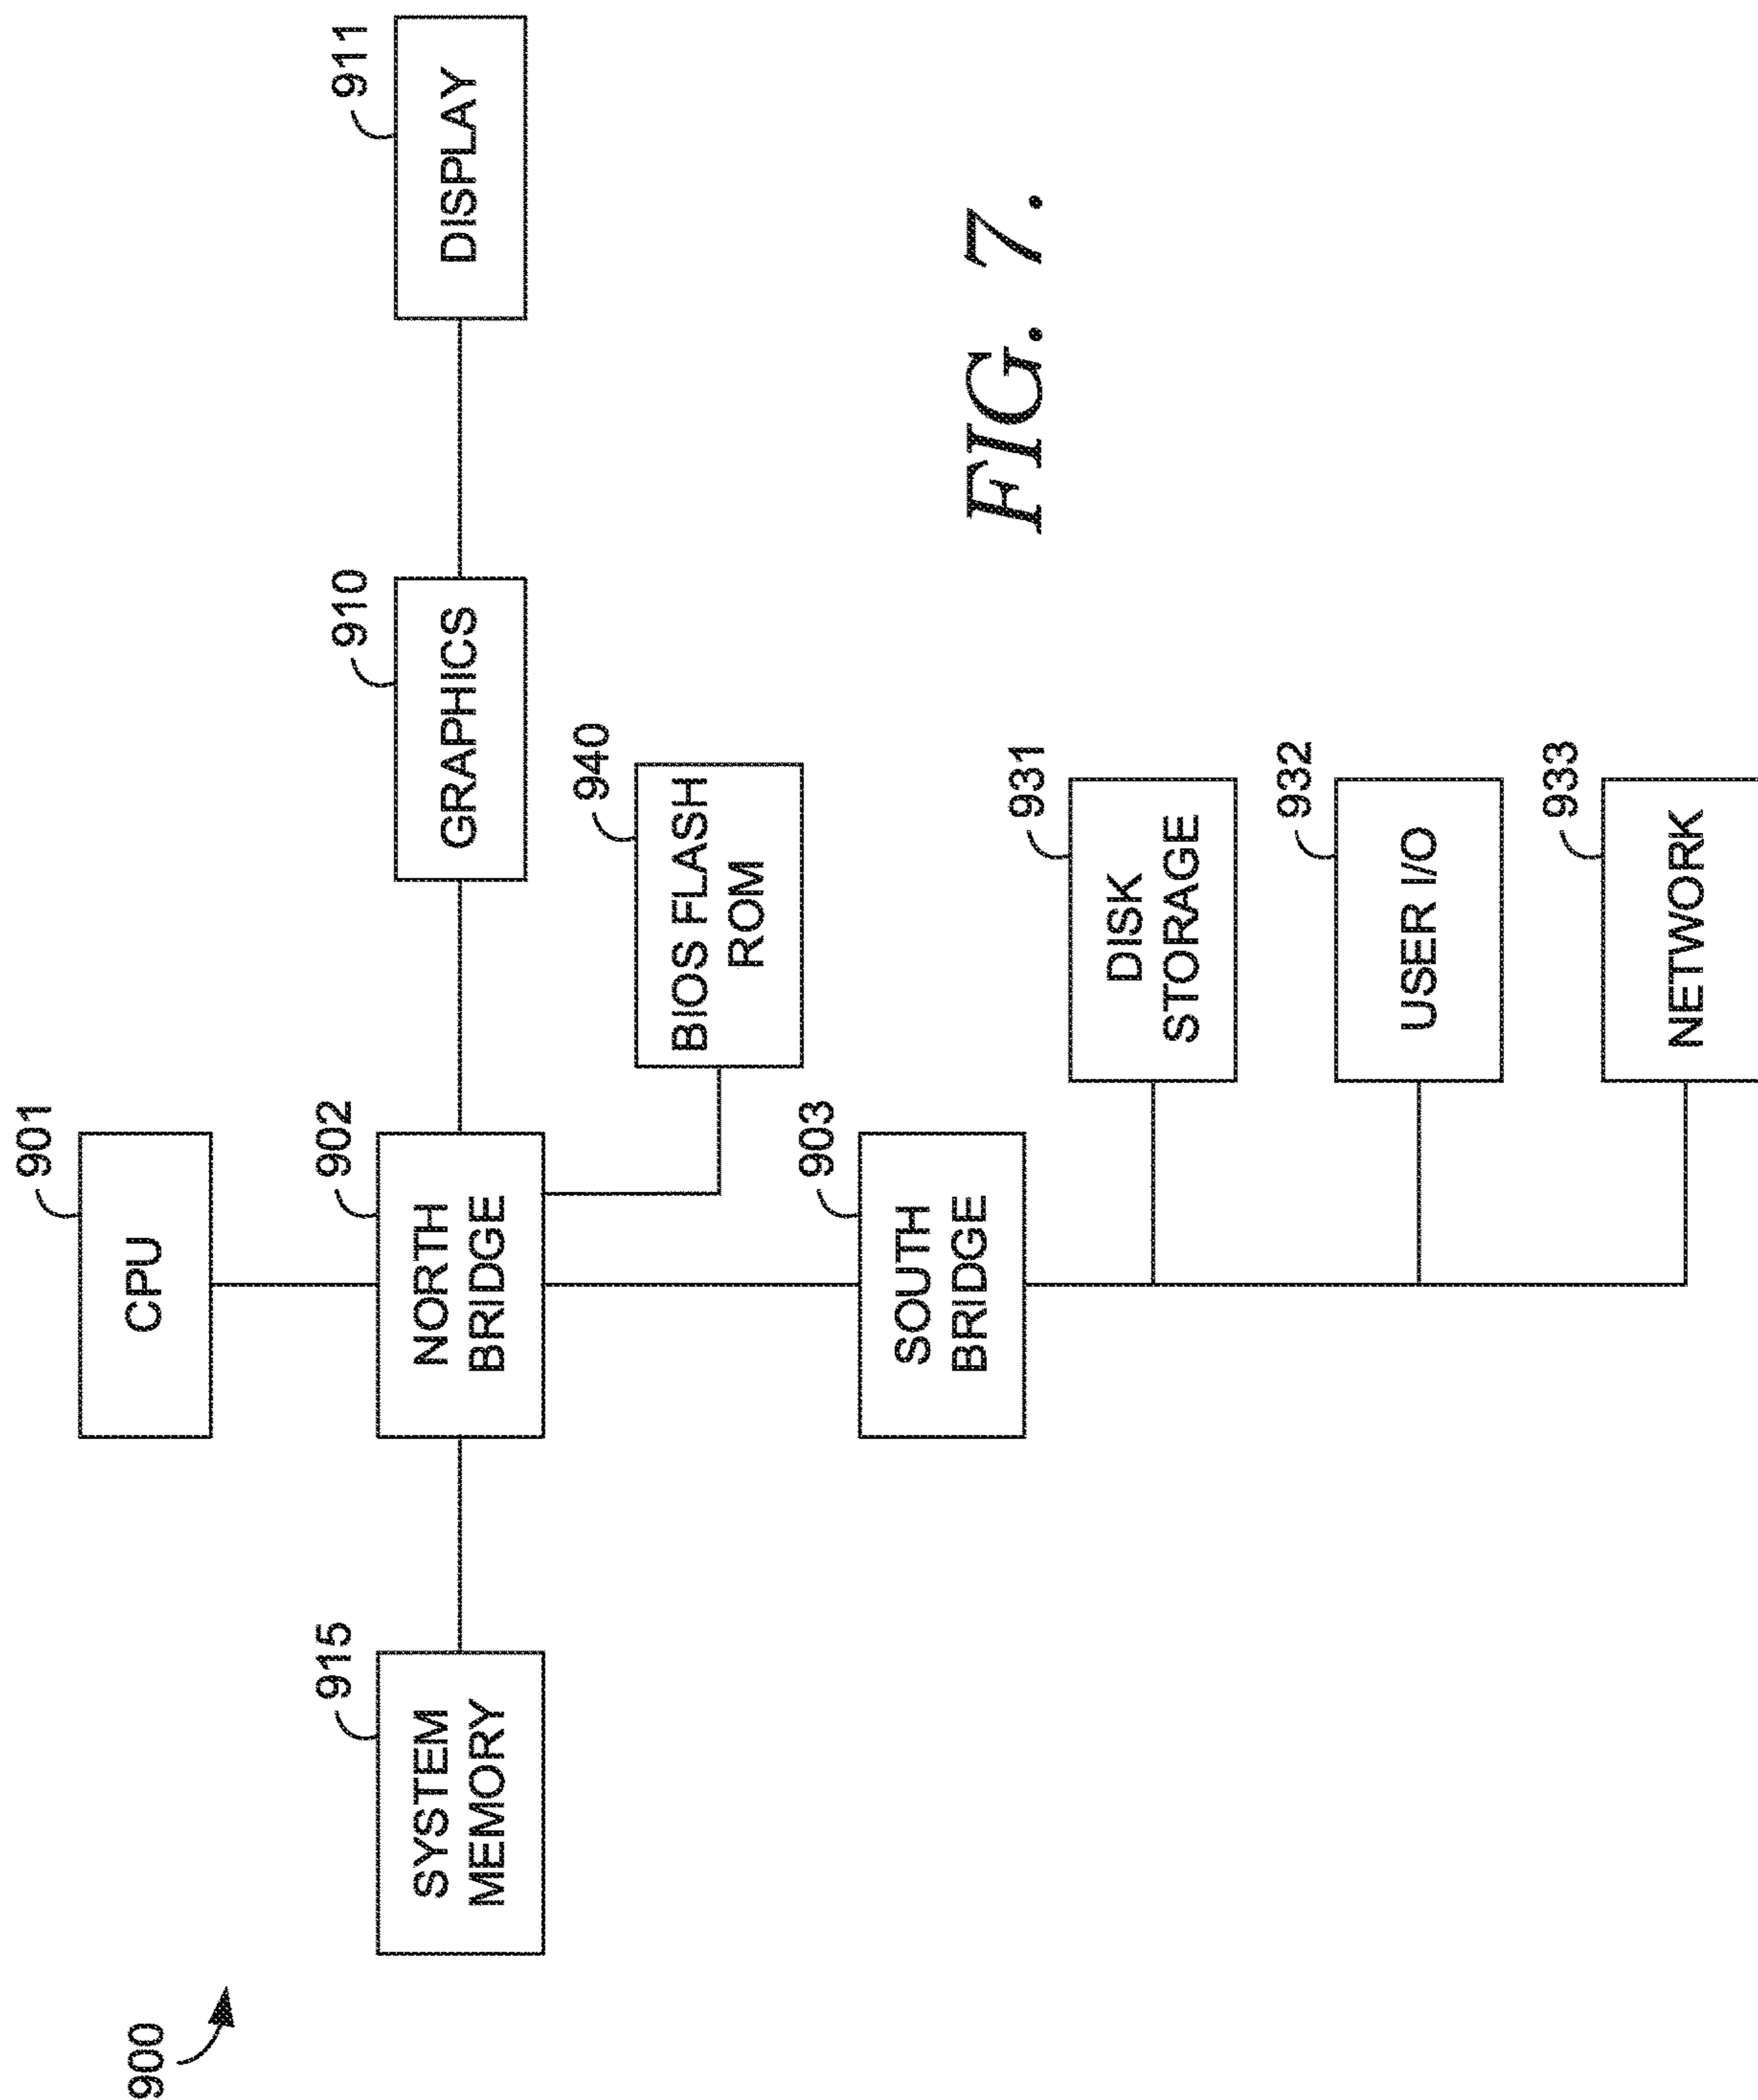 900
901
CPU
915
SYSTEM
MEMORY
902
NORTH
BRIDGE
910
GRAPHICS
911
DISPLAY
940
BIOS FLASH
ROM
903
SOUTH
BRIDGE
931
DISK
STORAGE
932
USER I/O
933
NETWORK
FIG. 7.